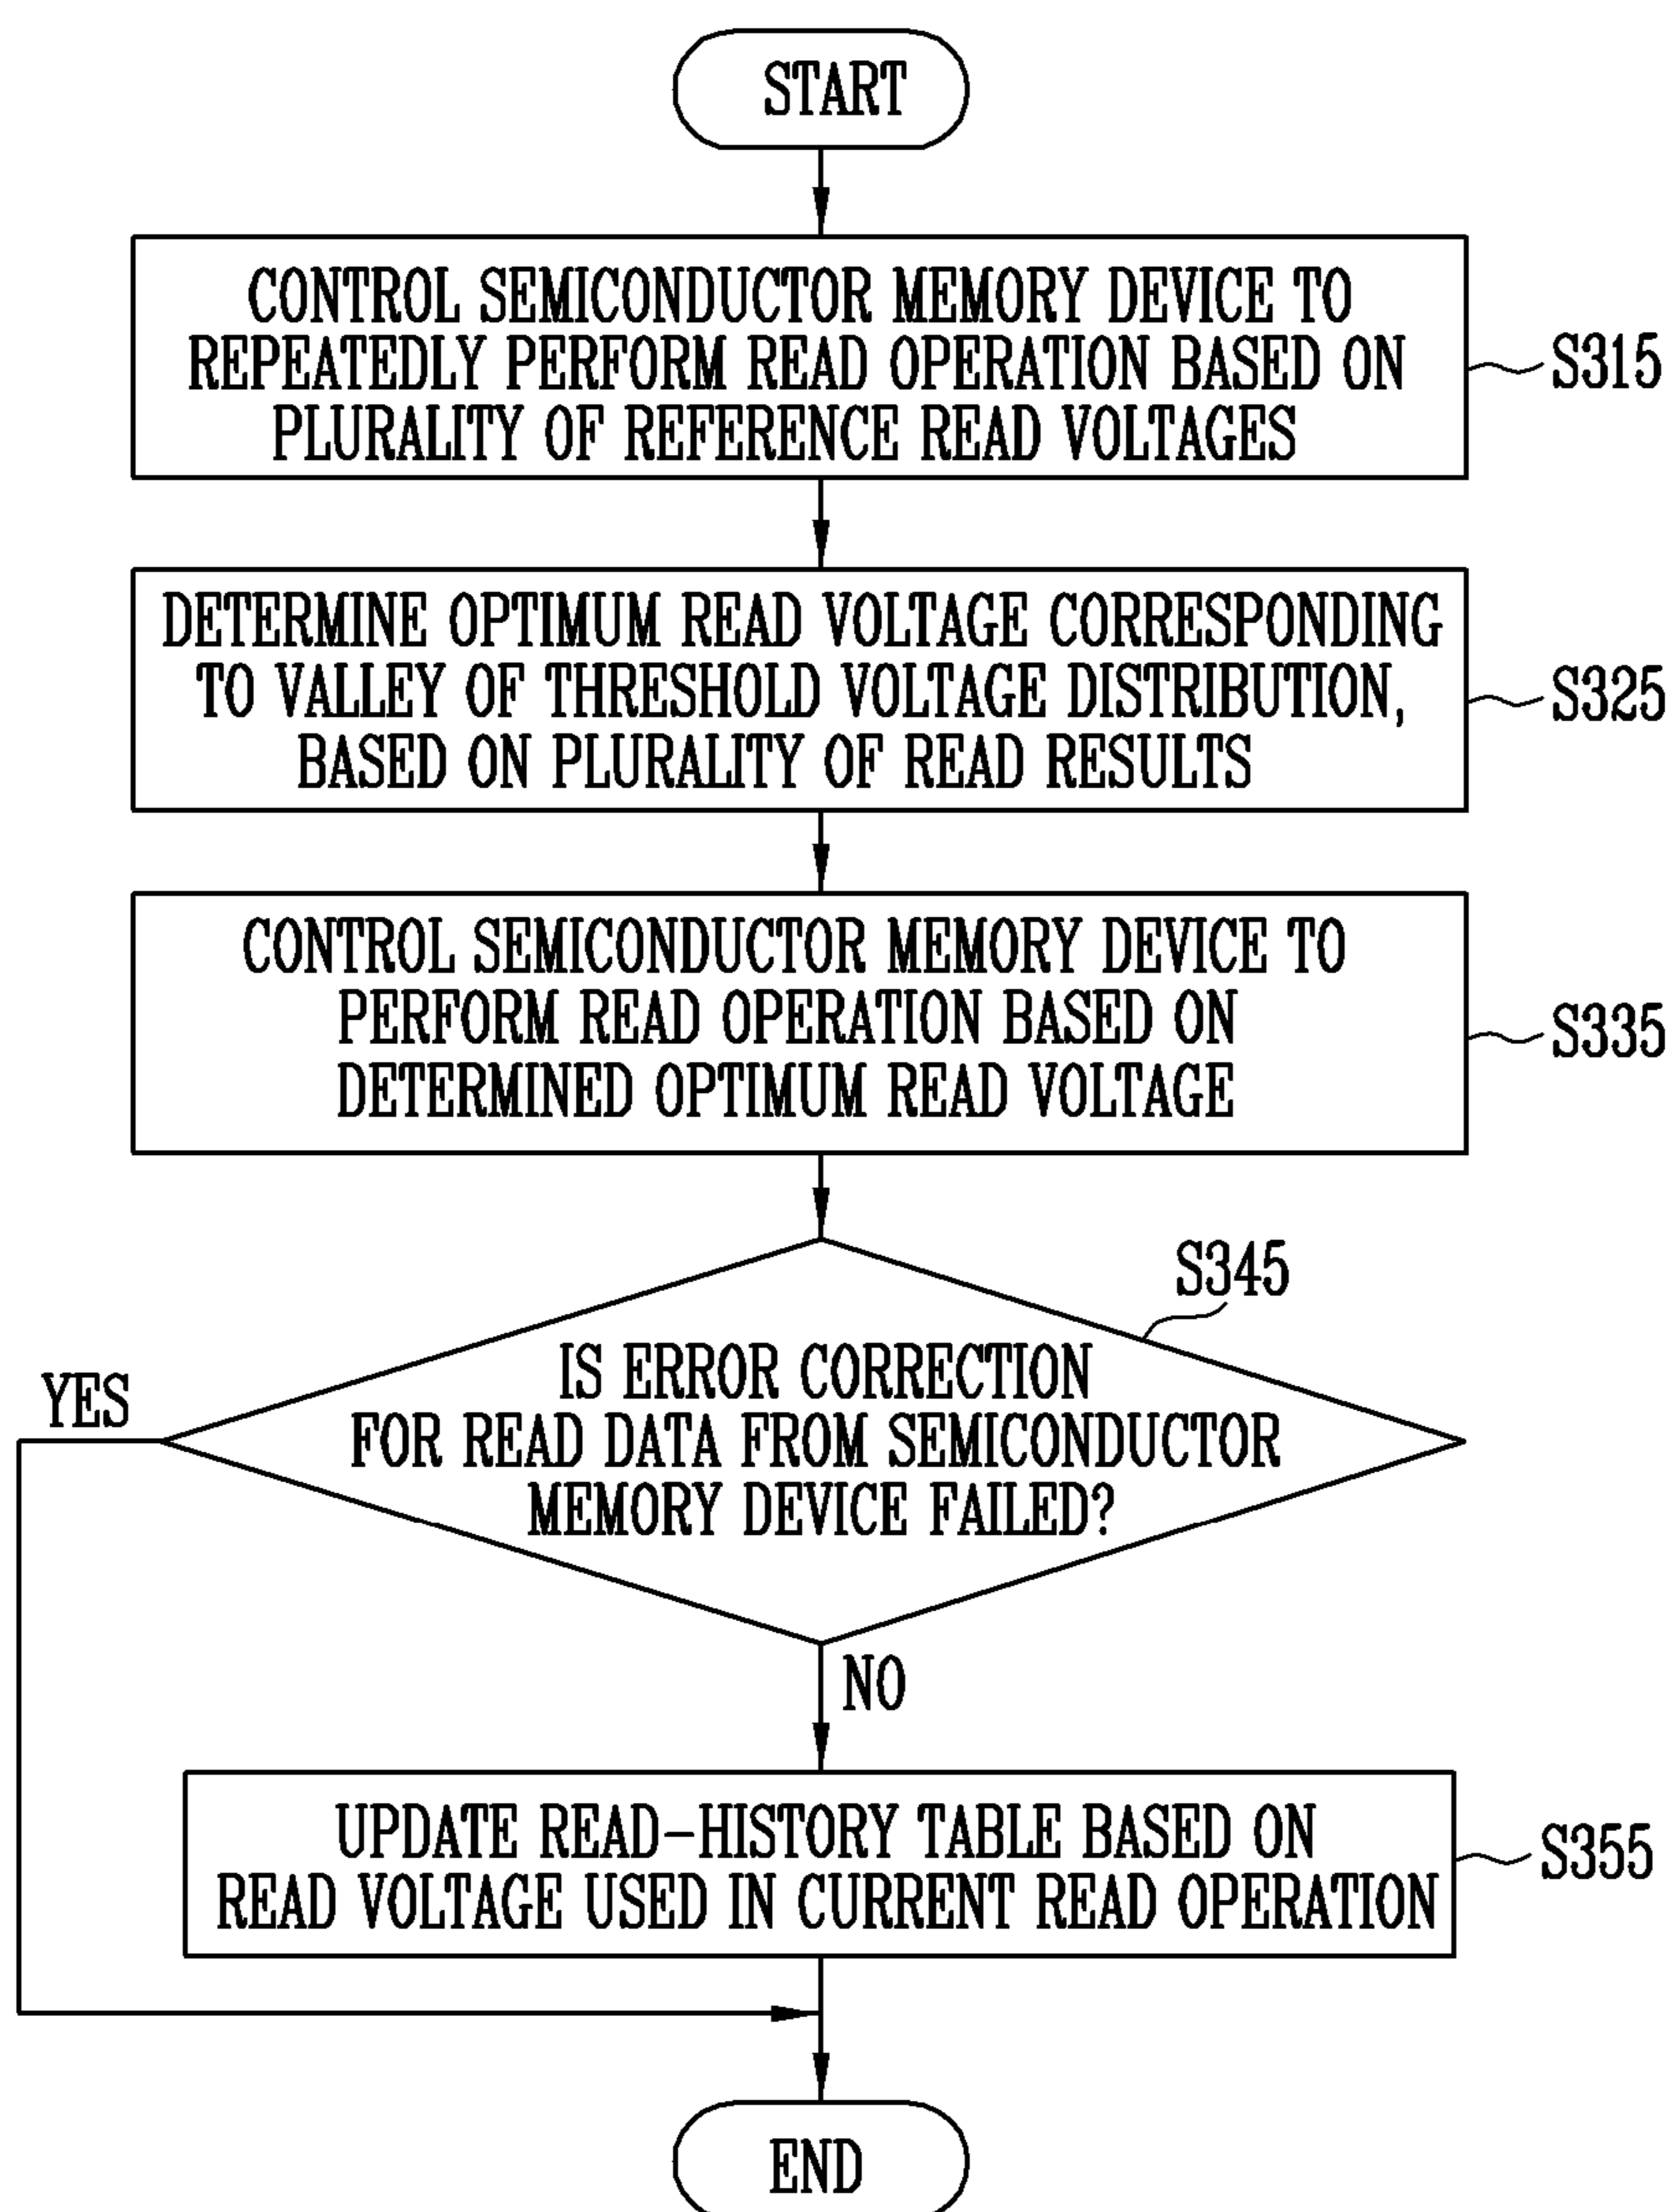 START
CONTROL SEMICONDUCTOR MEMORY DEVICE TO
REPEATEDLY PERFORM READ OPERATION BASED ON
PLURALITY OF REFERENCE READ VOLTAGES
S315
DETERMINE OPTIMUM READ VOLTAGE CORRESPONDING
TO VALLEY OF THRESHOLD VOLTAGE DISTRIBUTION,
BASED ON PLURALITY OF READ RESULTS
S325
CONTROL SEMICONDUCTOR MEMORY DEVICE TO
PERFORM READ OPERATION BASED ON
DETERMINED OPTIMUM READ VOLTAGE
S335
S345
IS ERROR CORRECTION
FOR READ DATA FROM SEMICONDUCTOR
MEMORY DEVICE FAILED?
YES
NO
UPDATE READ-HISTORY TABLE BASED ON
READ VOLTAGE USED IN CURRENT READ OPERATION
S355
END